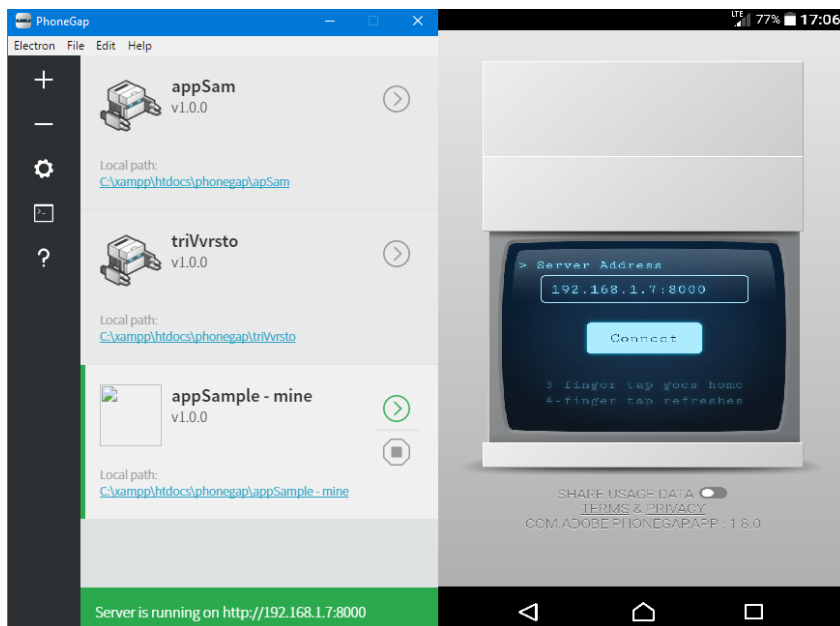 PhoneGap
Electron File Edit Help
appSam
v1.0.0
Local path:
C:\xampp\htdocs\phonegap\apSam
triVvrsto
v1.0.0
Local path:
C:\xampp\htdocs\phonegap\triVvrsto
appSample - mine
v1.0.0
Local path:
C:\xampp\htdocs\phonegap\appSample - mine
Server is running on http://192.168.1.7:8000
LTE 77% 17:06
> Server Address
192.168.1.7:8000
Connect
3 finger tap goes home
4-finger tap refreshes
SHARE USAGE DATA
TERMS & PRIVACY
COM.ADOBE.PHONEGAP.APP : 1.8.0